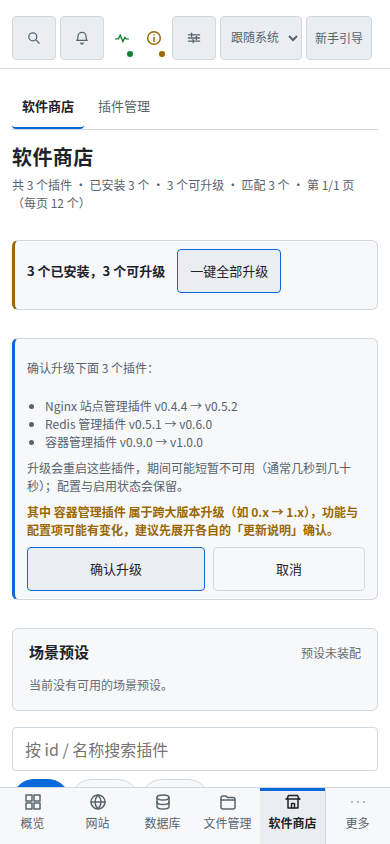 跟随系统
新手引导
软件商店
插件管理
软件商店
共 3 个插件 · 已安装 3 个 · 3 个可升级 · 匹配 3 个 · 第 1/1 页
（每页 12 个）
3 个已安装，3 个可升级
一键全部升级
确认升级下面 3 个插件：
Nginx 站点管理插件 v0.4.4 → v0.5.2
Redis 管理插件 v0.5.1 → v0.6.0
容器管理插件 v0.9.0 → v1.0.0
升级会重启这些插件，期间可能短暂不可用（通常几秒到几十
秒）；配置与启用状态会保留。
其中 容器管理插件 属于跨大版本升级（如 0.x → 1.x），功能与
配置项可能有变化，建议先展开各自的「更新说明」确认。
确认升级
取消
场景预设
预设未装配
当前没有可用的场景预设。
按 id / 名称搜索插件
概览
网站
数据库
文件管理
软件商店
更多